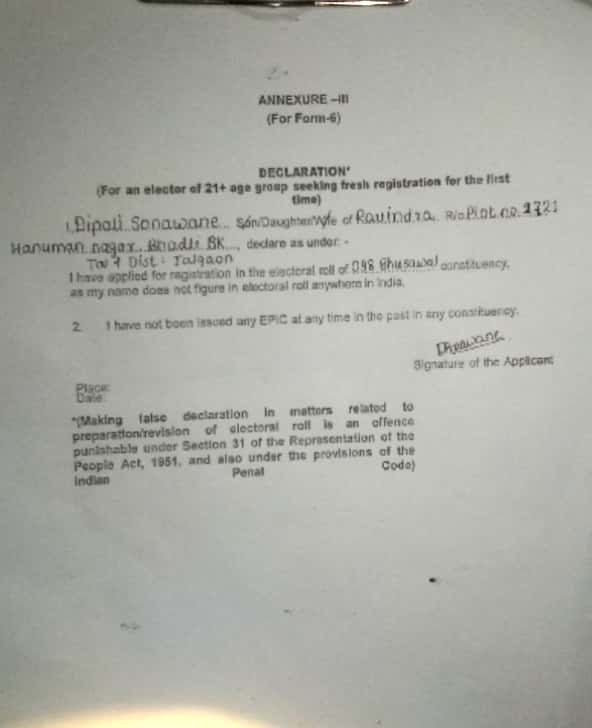 ANNEXURE -III
(For Form-6)
DECLARATION*
(For an elector of 21+ age group seeking fresh registration for the first
time)
I, Dipali Sonawane... Son/Daughter/Wife of Ravindra. R/o Plot no. 2721
Hanuman nagar.. Bhadli BK..., declare as under: -
Tal & Dist: Jalgaon
I have applied for registration in the electoral roll of 098 Bhusawal constituency,
as my name does not figure in electoral roll anywhere in India.
2. I have not been issued any EPIC at any time in the past in any constituency.
Signature of the Applicant
Place:
Date:
*(Making false declaration in matters related to
preparation/revision of electoral roll is an offence
punishable under Section 31 of the Representation of the
People Act, 1951, and also under the provisions of the
Indian Penal Code)